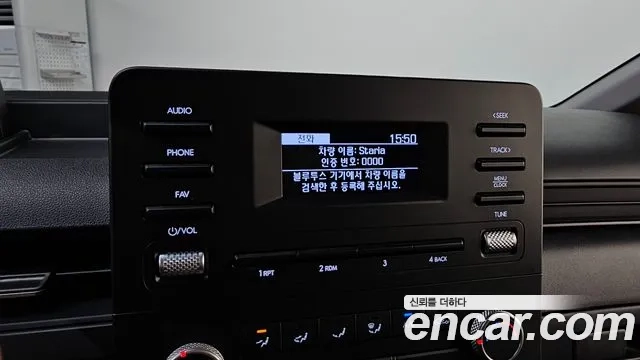 AUDIO
PHONE
FAV
⏻/VOL
전화 15:50
차량 이름: Staria
인증 번호: 0000
블루투스 기기에서 차량 이름을
검색한 후 등록해 주십시오.
<SEEK
TRACK>
MENU
CLOCK
TUNE
1 RPT
2 RDM
3
4 BACK
신뢰를 더하다
encar.com